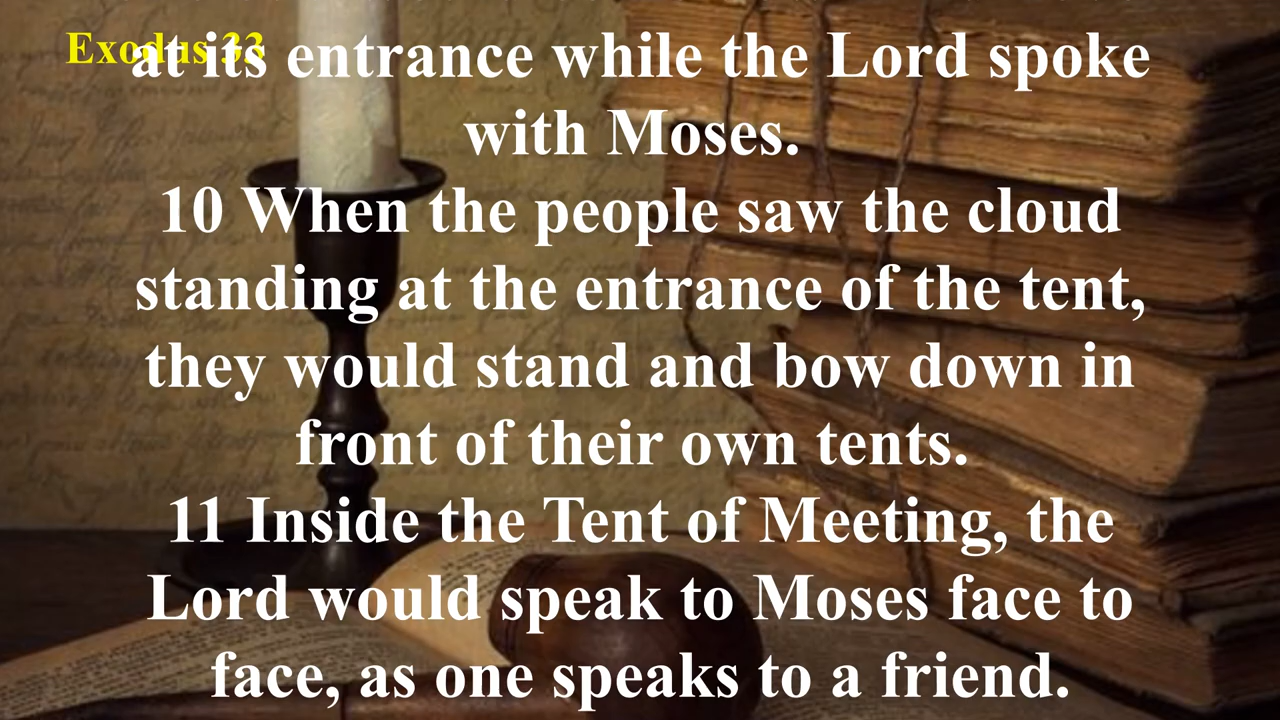 Exodus 33
at its entrance while the Lord spoke
with Moses.
10 When the people saw the cloud
standing at the entrance of the tent,
they would stand and bow down in
front of their own tents.
11 Inside the Tent of Meeting, the
Lord would speak to Moses face to
face, as one speaks to a friend.